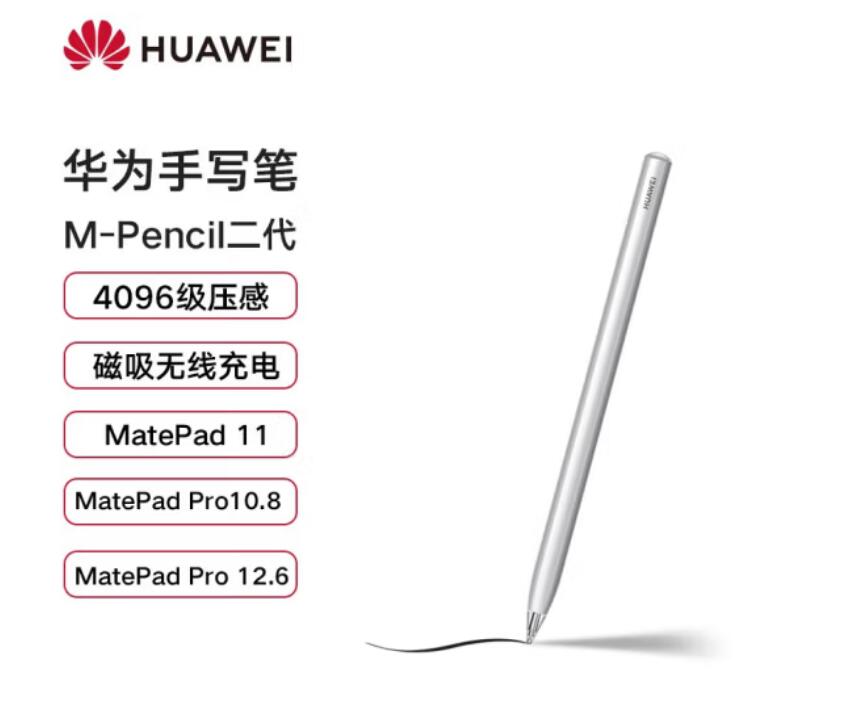 HUAWEI
华为手写笔
M-Pencil二代
4096级压感
磁吸无线充电
MatePad 11
MatePad Pro10.8
MatePad Pro 12.6
HUAWEI